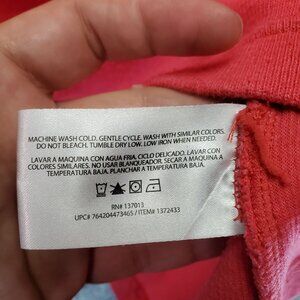 MACHINE WASH COLD. GENTLE CYCLE. WASH WITH SIMILAR COLORS.
DO NOT BLEACH. TUMBLE DRY LOW. LOW IRON WHEN NEEDED.
LAVAR A MAQUINA CON AGUA FRIA. CICLO DELICADO. LAVAR CON
COLORES SIMILARES. NO USAR BLANQUEADOR. SECAR A MAQUINA A
TEMPERATURA BAJA. PLANCHAR A TEMPERATURA BAJA.
RN# 137013
UPC# 764204473465 / ITEM# 1372433